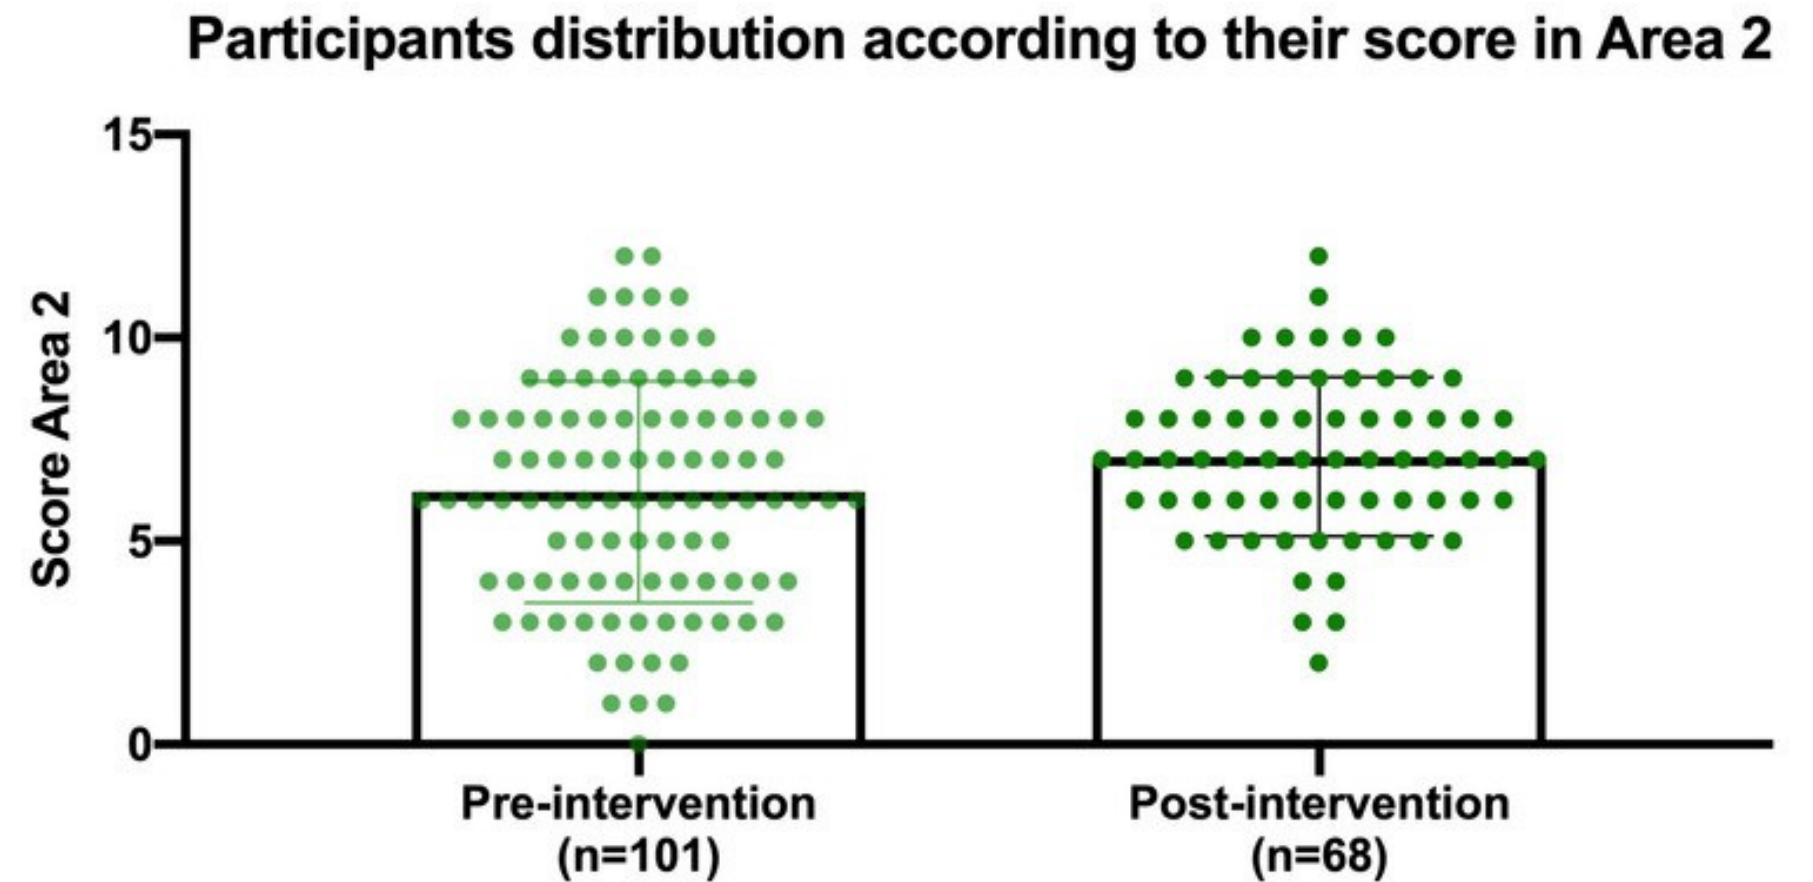 Participants distribution according to their score in Area 2
15
10
5
0
Score Area 2
Pre-intervention
(n=101)
Post-intervention
(n=68)